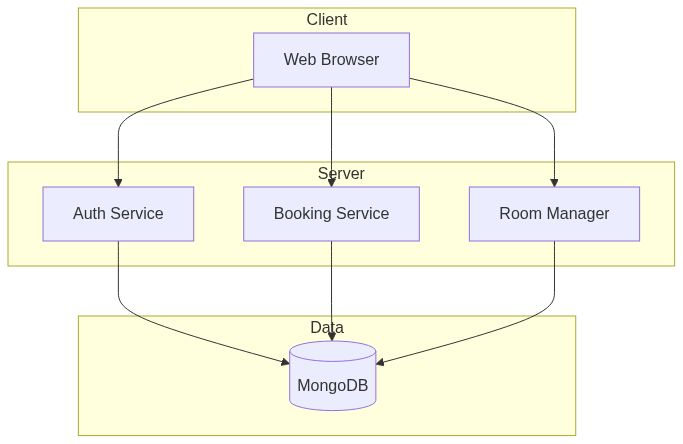 Client
Web Browser
Server
Auth Service
Booking Service
Room Manager
Data
MongoDB